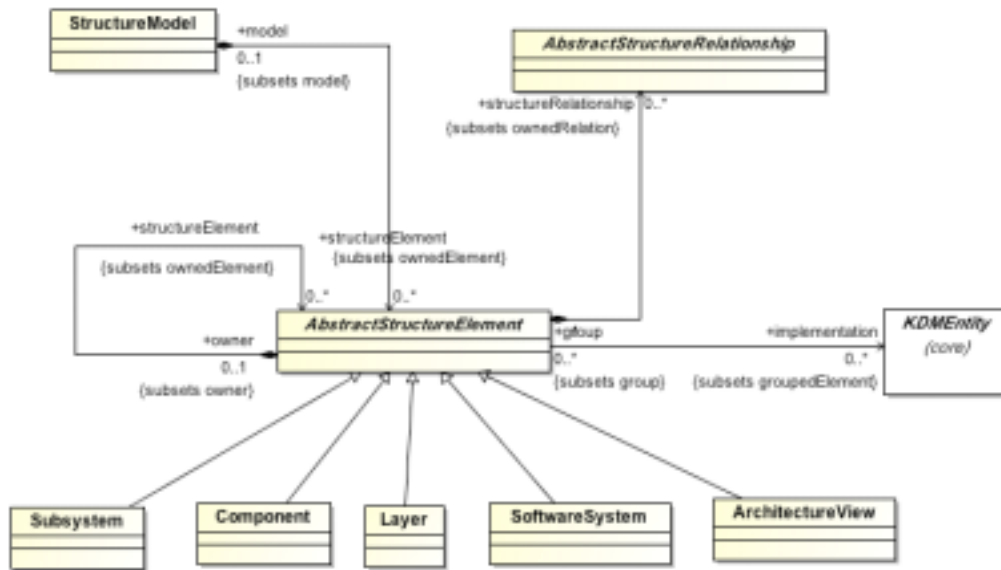 StructureModel
+model
0..1
{subsets model}
AbstractStructureRelationship
+structureRelationship
0..*
{subsets ownedRelation}
+structureElement
{subsets ownedElement}
0..*
+structureElement
{subsets ownedElement}
0..*
AbstractStructureElement
+owner
0..1
{subsets owner}
+group
0..*
{subsets group}
+implementation
0..*
{subsets groupedElement}
KDMEntity
(core)
Subsystem
Component
Layer
SoftwareSystem
ArchitectureView